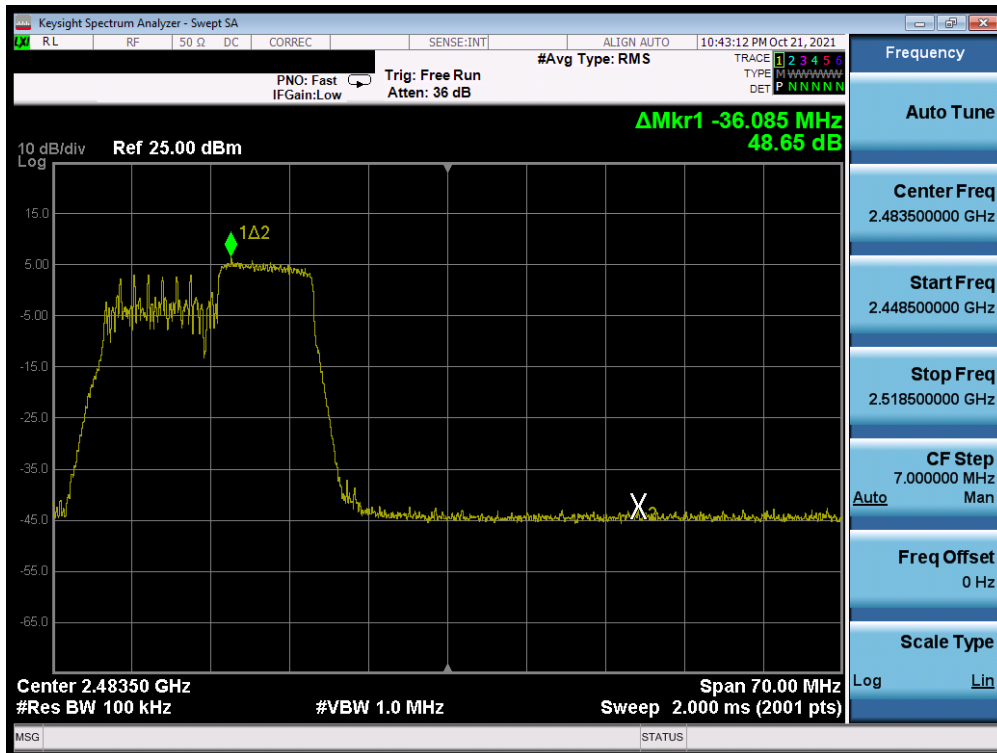 Keysight Spectrum Analyzer - Swept SA
LXI RL RF 50 Ω DC CORREC SENSE:INT ALIGN AUTO 10:43:12 PM Oct 21, 2021
#Avg Type: RMS TRACE 1 2 3 4 5 6
PNO: Fast Trig: Free Run TYPE M WWWWW
IFGain:Low Atten: 36 dB DET P N N N N N
ΔMkr1 -36.085 MHz
48.65 dB
10 dB/div Ref 25.00 dBm
Log
15.0
1Δ2
5.00
-5.00
-15.0
-25.0
-35.0
-45.0
X2
-55.0
-65.0
Center 2.48350 GHz Span 70.00 MHz
#Res BW 100 kHz #VBW 1.0 MHz Sweep 2.000 ms (2001 pts)
MSG STATUS
Frequency
Auto Tune
Center Freq
2.483500000 GHz
Start Freq
2.448500000 GHz
Stop Freq
2.518500000 GHz
CF Step
7.000000 MHz
Auto Man
Freq Offset
0 Hz
Scale Type
Log Lin